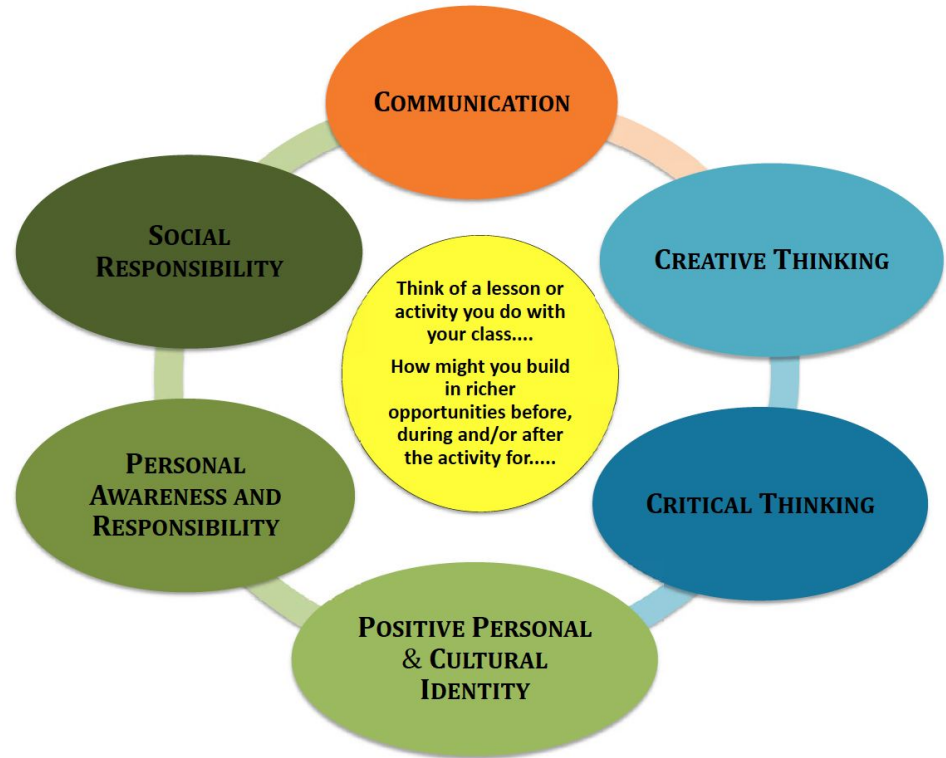 COMMUNICATION
CREATIVE THINKING
CRITICAL THINKING
POSITIVE PERSONAL
& CULTURAL
IDENTITY
PERSONAL
AWARENESS AND
RESPONSIBILITY
SOCIAL
RESPONSIBILITY
Think of a lesson or
activity you do with
your class....
How might you build
in richer
opportunities before,
during and/or after
the activity for.....